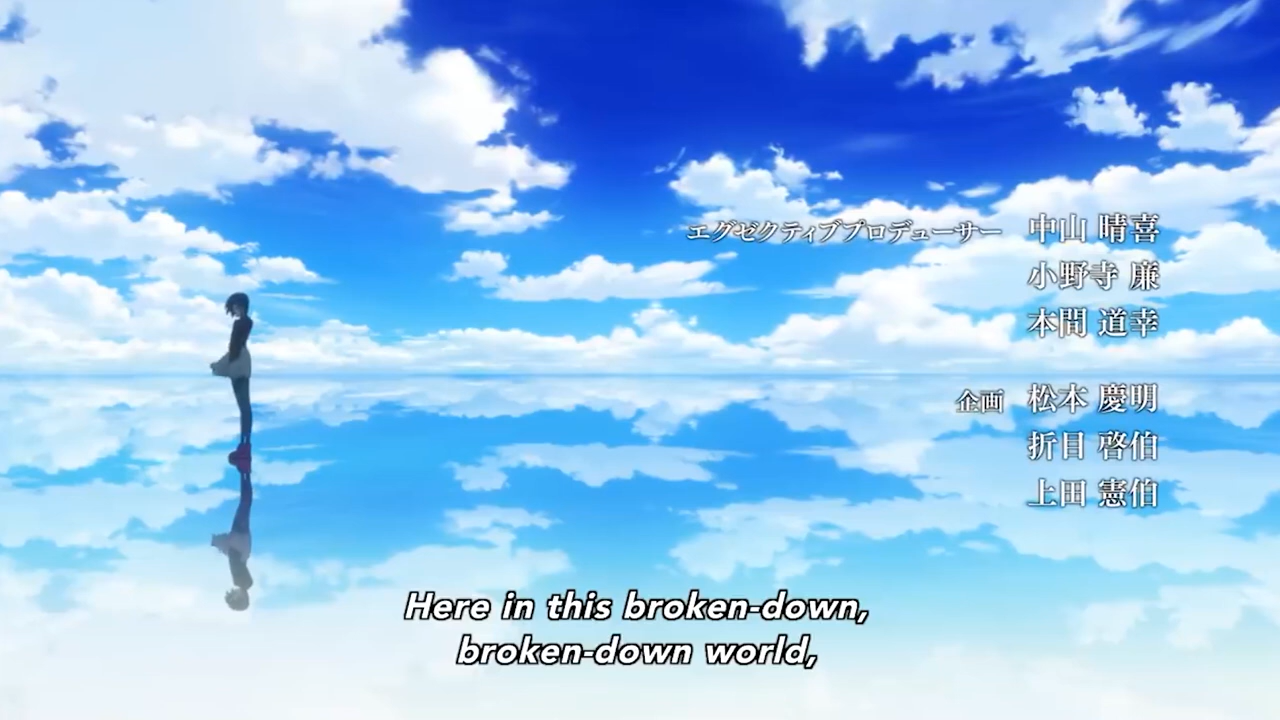 エグゼクティブプロデューサー 中山 晴喜
小野寺 廉
本間 道幸
企画 松本 慶明
折目 啓伯
上田 憲伯
Here in this broken-down,
broken-down world,